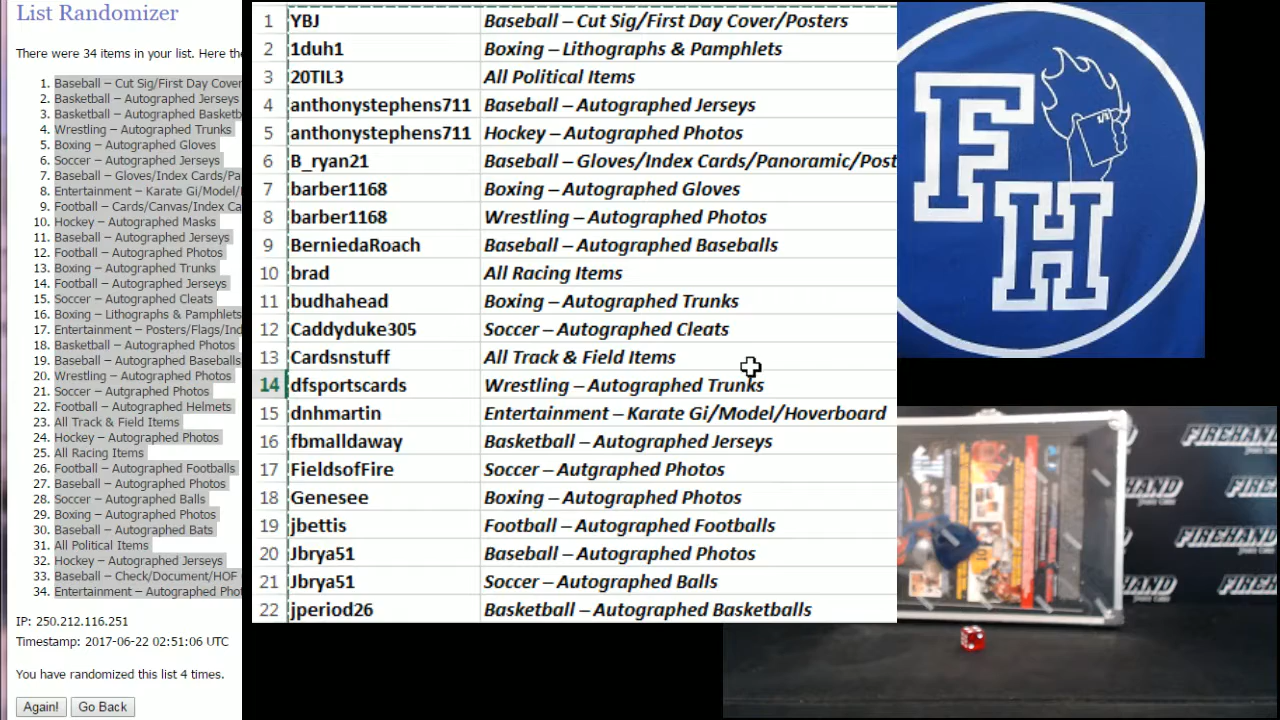 List Randomizer
There were 34 items in your list. Here the
1. Baseball – Cut Sig/First Day Cover
2. Basketball – Autographed Jerseys
3. Basketball – Autographed Basketb
4. Wrestling – Autographed Trunks
5. Boxing – Autographed Gloves
6. Soccer – Autographed Jerseys
7. Baseball – Gloves/Index Cards/Pa
8. Entertainment – Karate Gi/Model/
9. Football – Cards/Canvas/Index Ca
10. Hockey – Autographed Masks
11. Baseball – Autographed Jerseys
12. Football – Autographed Photos
13. Boxing – Autographed Trunks
14. Football – Autographed Jerseys
15. Soccer – Autographed Cleats
16. Boxing – Lithographs & Pamphlets
17. Entertainment – Posters/Flags/Ind
18. Basketball – Autographed Photos
19. Baseball – Autographed Baseballs
20. Wrestling – Autographed Photos
21. Soccer – Autgraphed Photos
22. Football – Autographed Helmets
23. All Track & Field Items
24. Hockey – Autographed Photos
25. All Racing Items
26. Football – Autographed Footballs
27. Baseball – Autographed Photos
28. Soccer – Autographed Balls
29. Boxing – Autographed Photos
30. Baseball – Autographed Bats
31. All Political Items
32. Hockey – Autographed Jerseys
33. Baseball – Check/Document/HOF
34. Entertainment – Autographed Phot
IP: 250.212.116.251
Timestamp: 2017-06-22 02:51:06 UTC
You have randomized this list 4 times.
Again! Go Back
1 YBJ Baseball – Cut Sig/First Day Cover/Posters
2 1duh1 Boxing – Lithographs & Pamphlets
3 20TIL3 All Political Items
4 anthonystephens711 Baseball – Autographed Jerseys
5 anthonystephens711 Hockey – Autographed Photos
6 B_ryan21 Baseball – Gloves/Index Cards/Panoramic/Post
7 barber1168 Boxing – Autographed Gloves
8 barber1168 Wrestling – Autographed Photos
9 BerniedaRoach Baseball – Autographed Baseballs
10 brad All Racing Items
11 budhahead Boxing – Autographed Trunks
12 Caddyduke305 Soccer – Autographed Cleats
13 Cardsnstuff All Track & Field Items
14 dfsportscards Wrestling – Autographed Trunks
15 dnhmartin Entertainment – Karate Gi/Model/Hoverboard
16 fbmalldaway Basketball – Autographed Jerseys
17 FieldsofFire Soccer – Autgraphed Photos
18 Genesee Boxing – Autographed Photos
19 jbettis Football – Autographed Footballs
20 Jbrya51 Baseball – Autographed Photos
21 Jbrya51 Soccer – Autographed Balls
22 jperiod26 Basketball – Autographed Basketballs
FH
1/1
FIREHAND
HAND FIREHAND
FIREHAND
HAND FIREHAND